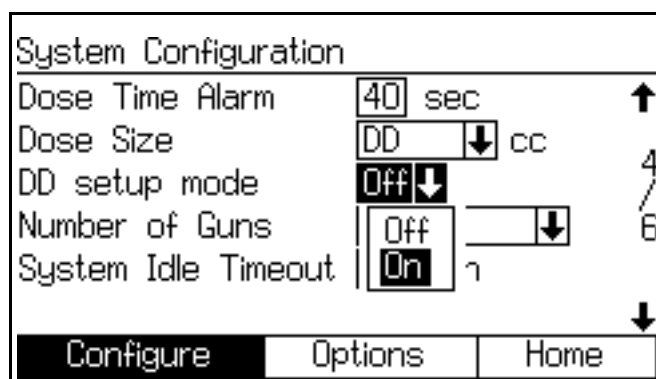 System Configuration
Dose Time Alarm 40 sec
Dose Size DD cc
DD setup mode Off
Number of Guns Off
System Idle Timeout On
4/6
Configure Options Home